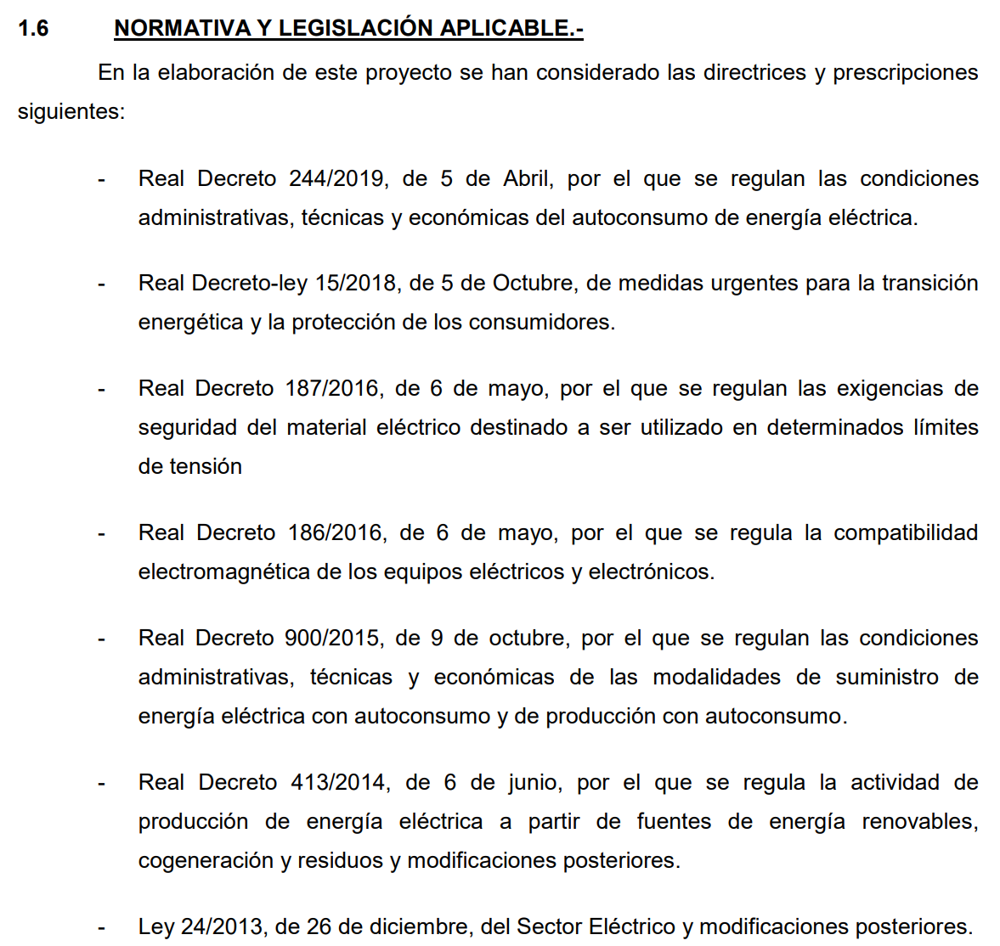 1.6 NORMATIVA Y LEGISLACIÓN APLICABLE.-
En la elaboración de este proyecto se han considerado las directrices y prescripciones
siguientes:
- Real Decreto 244/2019, de 5 de Abril, por el que se regulan las condiciones
administrativas, técnicas y económicas del autoconsumo de energía eléctrica.
- Real Decreto-ley 15/2018, de 5 de Octubre, de medidas urgentes para la transición
energética y la protección de los consumidores.
- Real Decreto 187/2016, de 6 de mayo, por el que se regulan las exigencias de
seguridad del material eléctrico destinado a ser utilizado en determinados límites
de tensión
- Real Decreto 186/2016, de 6 de mayo, por el que se regula la compatibilidad
electromagnética de los equipos eléctricos y electrónicos.
- Real Decreto 900/2015, de 9 de octubre, por el que se regulan las condiciones
administrativas, técnicas y económicas de las modalidades de suministro de
energía eléctrica con autoconsumo y de producción con autoconsumo.
- Real Decreto 413/2014, de 6 de junio, por el que se regula la actividad de
producción de energía eléctrica a partir de fuentes de energía renovables,
cogeneración y residuos y modificaciones posteriores.
- Ley 24/2013, de 26 de diciembre, del Sector Eléctrico y modificaciones posteriores.